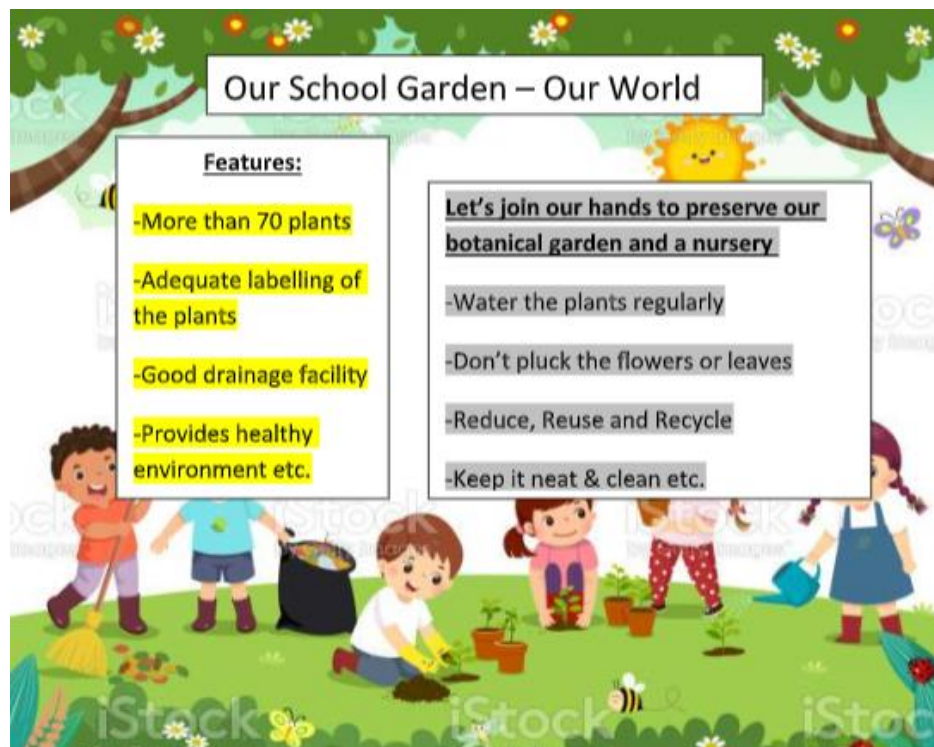 Our School Garden – Our World
Features:
-More than 70 plants
-Adequate labelling of
the plants
-Good drainage facility
-Provides healthy
environment etc.
Let's join our hands to preserve our
botanical garden and a nursery
-Water the plants regularly
-Don't pluck the flowers or leaves
-Reduce, Reuse and Recycle
-Keep it neat & clean etc.
iStock
iStock
iStock